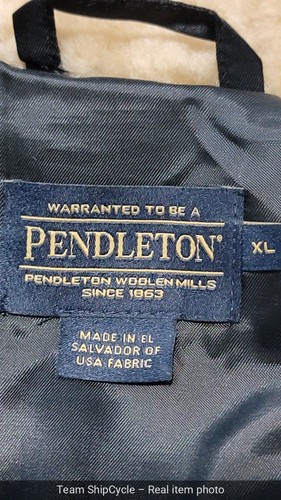 WARRANTED TO BE A
PENDLETON®
XL
PENDLETON WOOLEN MILLS
SINCE 1863
MADE IN EL
SALVADOR OF
USA FABRIC
Team ShipCycle – Real item photo